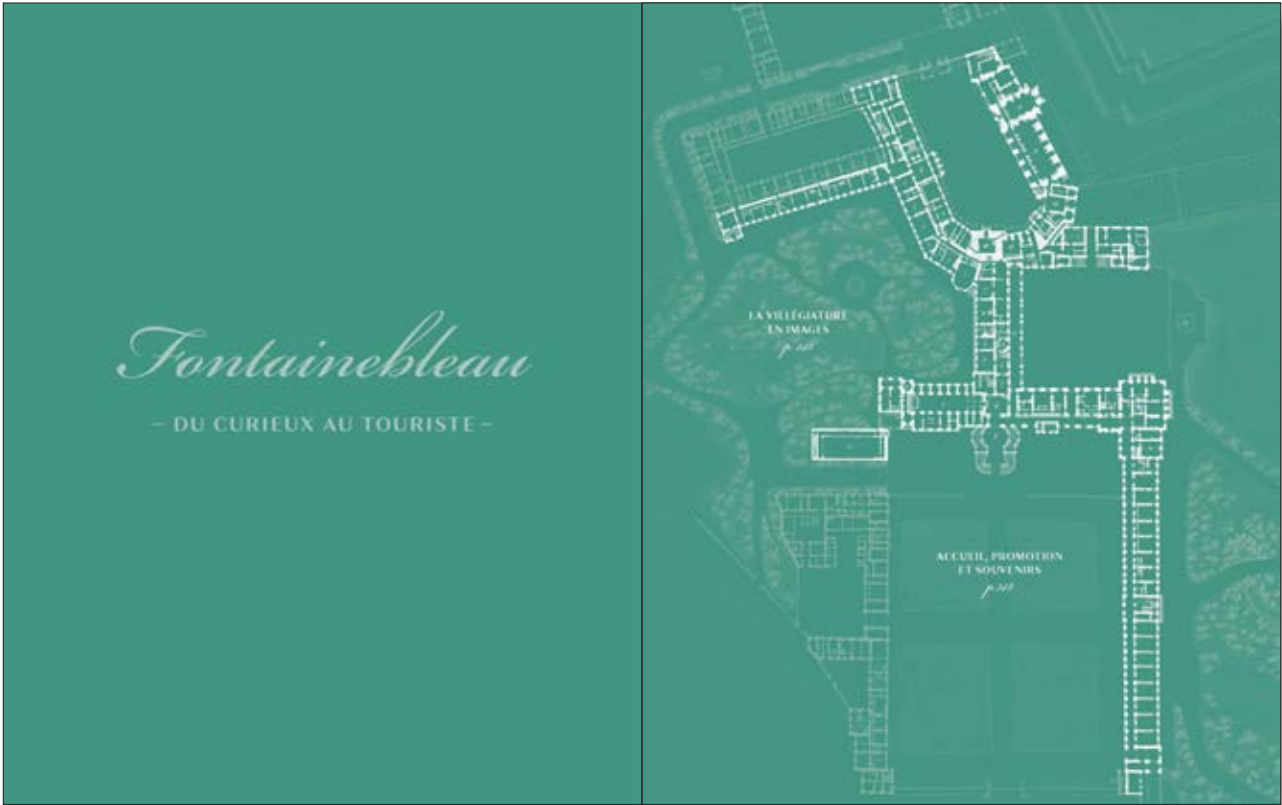 Fontainebleau
– DU CURIEUX AU TOURISTE –
LA VILLÉGIATURE
EN IMAGES
p.
ACCUEIL, PROMOTION
ET SOUVENIRS
p.